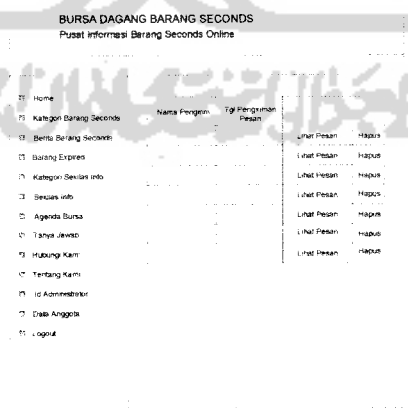 BURSA DAGANG BARANG SECONDS
Pusat Informasi Barang Seconds Online
Home
Kategori Barang Seconds
Berita Barang Seconds
Barang Expired
Kategori Sekilas Info
Sekilas Info
Agenda Bursa
Tanya Jawab
Hubungi Kami
Tentang Kami
Id Administrator
Data Anggota
Logout
Nama Pengirim
Tgl Pengiriman
Pesan
Lihat Pesan Hapus
Lihat Pesan Hapus
Lihat Pesan Hapus
Lihat Pesan Hapus
Lihat Pesan Hapus
Lihat Pesan Hapus
Lihat Pesan Hapus